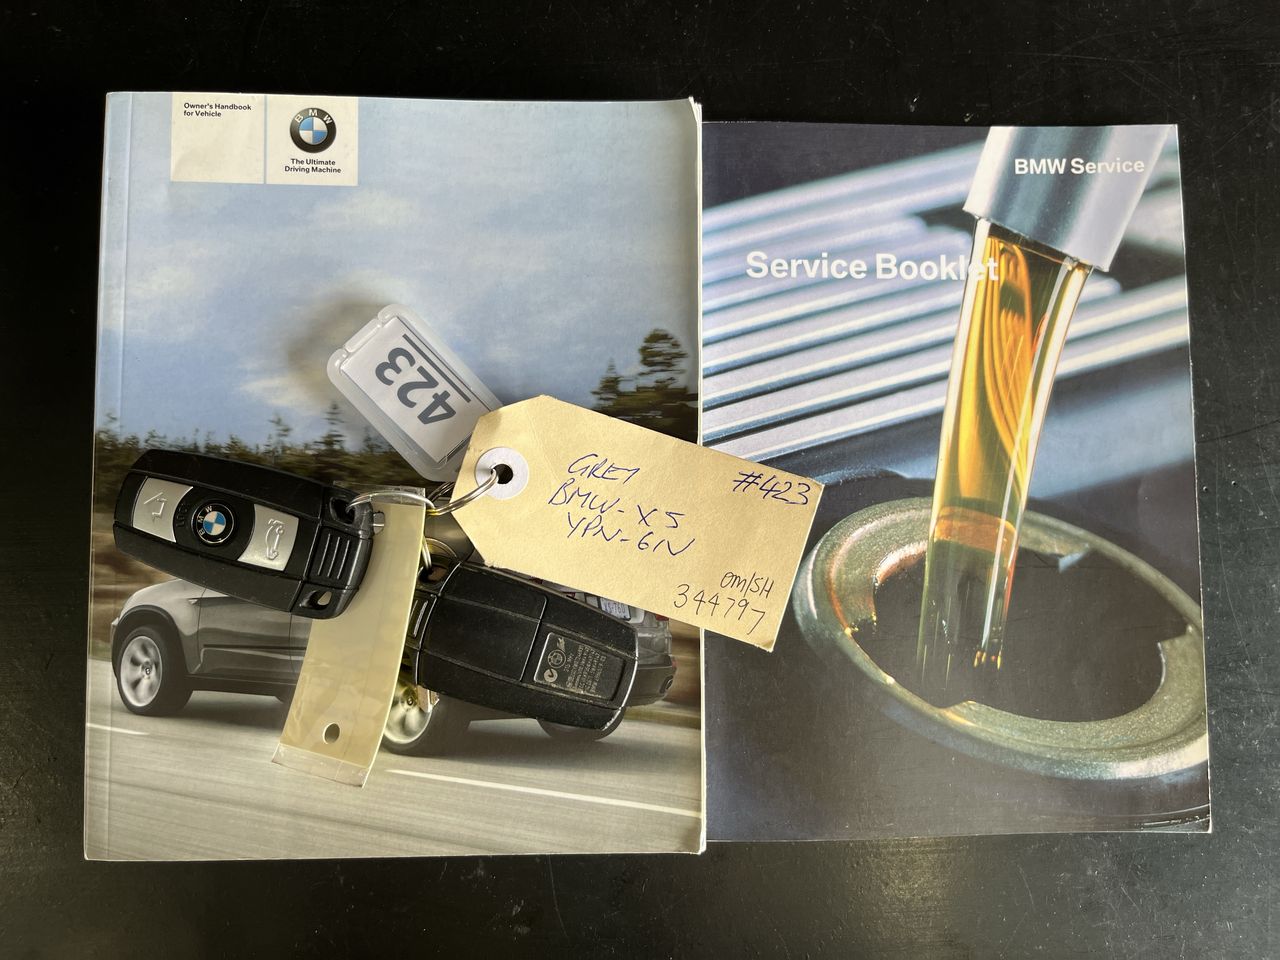 Owner's Handbook
for Vehicle
BMW
The Ultimate
Driving Machine
BMW Service
Service Booklet
423
#423
GREY
BMW-X5
YPN-61N
om/SH
344797
BMW